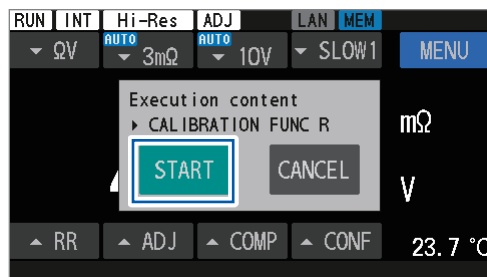 RUN INT Hi-Res ADJ LAN MEM
ΩV AUTO 3mΩ AUTO 10V SLOW1 MENU
Execution content
CALIBRATION FUNC R
mΩ
START CANCEL
V
RR ADJ COMP CONF 23.7 °C